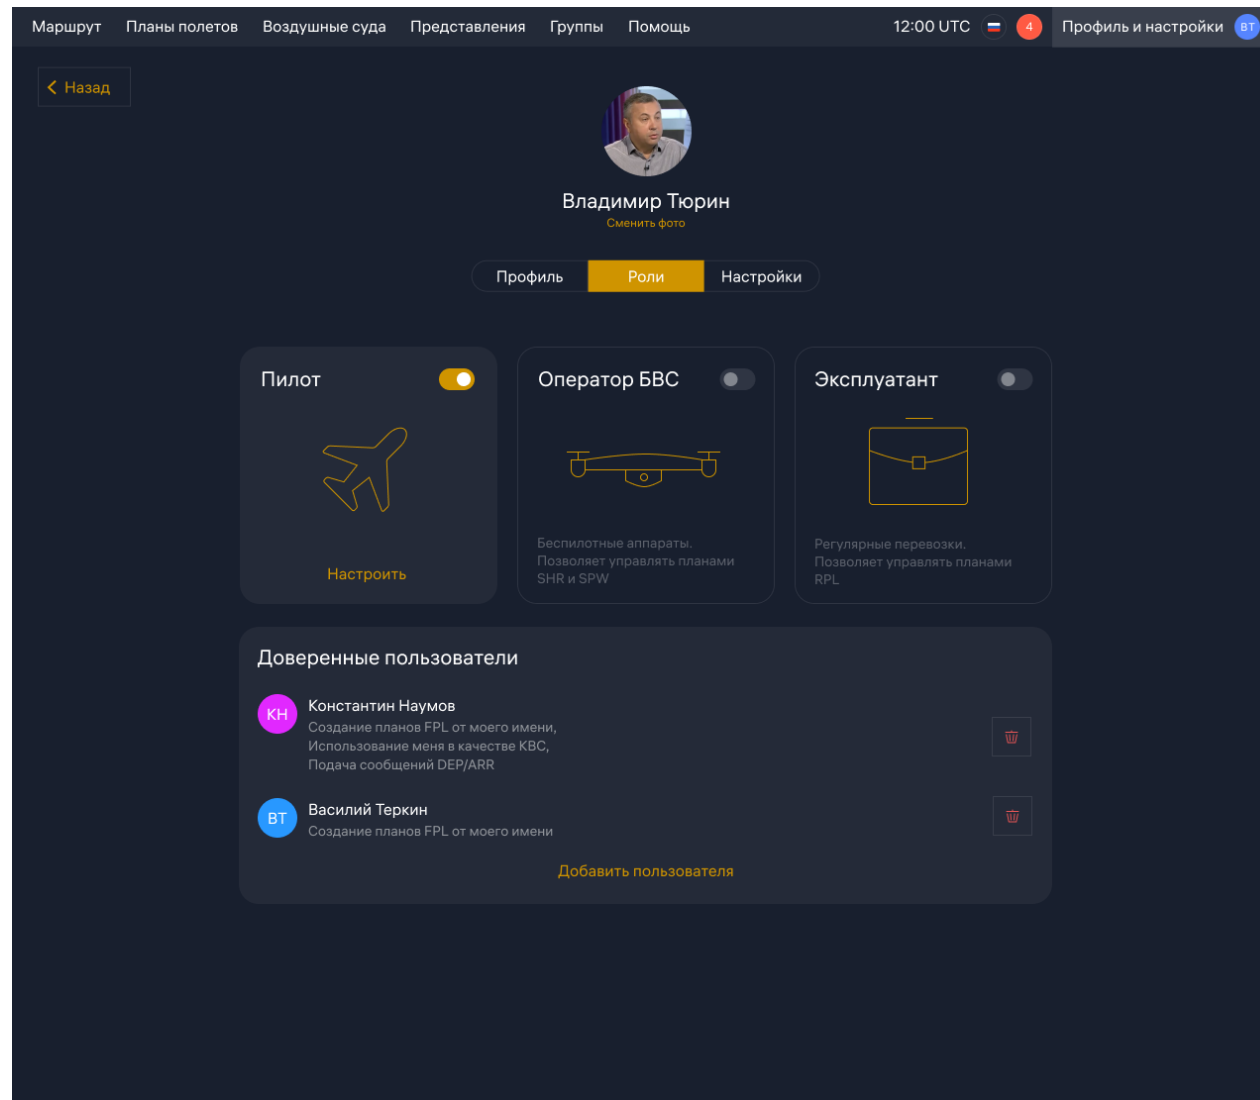 Маршрут Планы полетов Воздушные суда Представления Группы Помощь 12:00 UTC 4 Профиль и настройки ВТ
Назад
Владимир Тюрин
Сменить фото
Профиль Роли Настройки
Пилот
Настроить
Оператор БВС
Беспилотные аппараты.
Позволяет управлять планами
SHR и SPW
Эксплуатант
Регулярные перевозки.
Позволяет управлять планами
RPL
Доверенные пользователи
КН
Константин Наумов
Создание планов FPL от моего имени,
Использование меня в качестве КВС,
Подача сообщений DEP/ARR
ВТ
Василий Теркин
Создание планов FPL от моего имени
Добавить пользователя